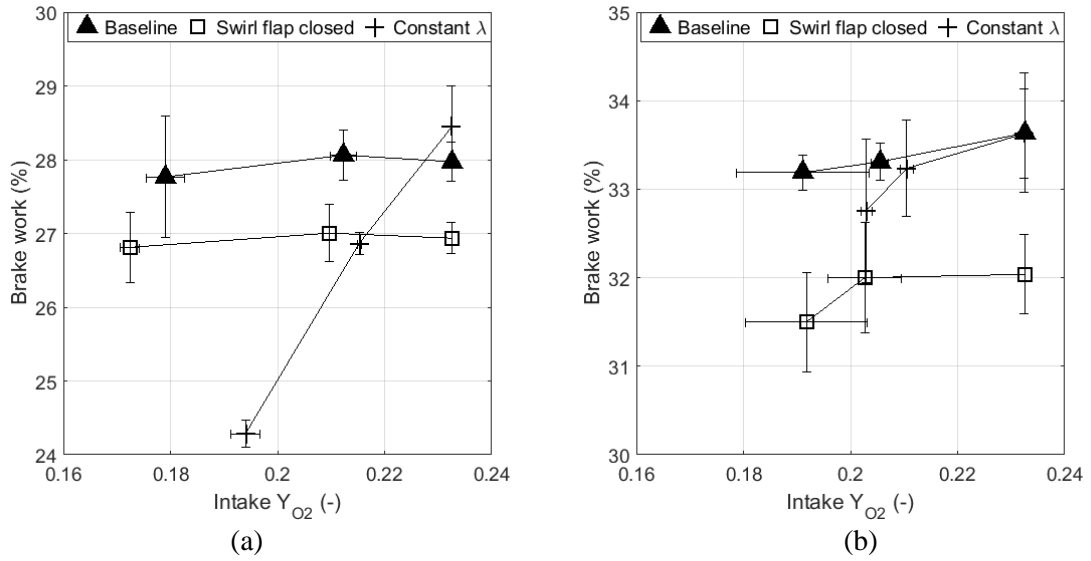 Baseline Swirl flap closed Constant λ
30
29
28
27
26
25
24
Brake work (%)
0.16 0.18 0.2 0.22 0.24
Intake Y_O2 (-)
(a)
Baseline Swirl flap closed Constant λ
35
34
33
32
31
30
Brake work (%)
0.16 0.18 0.2 0.22 0.24
Intake Y_O2 (-)
(b)